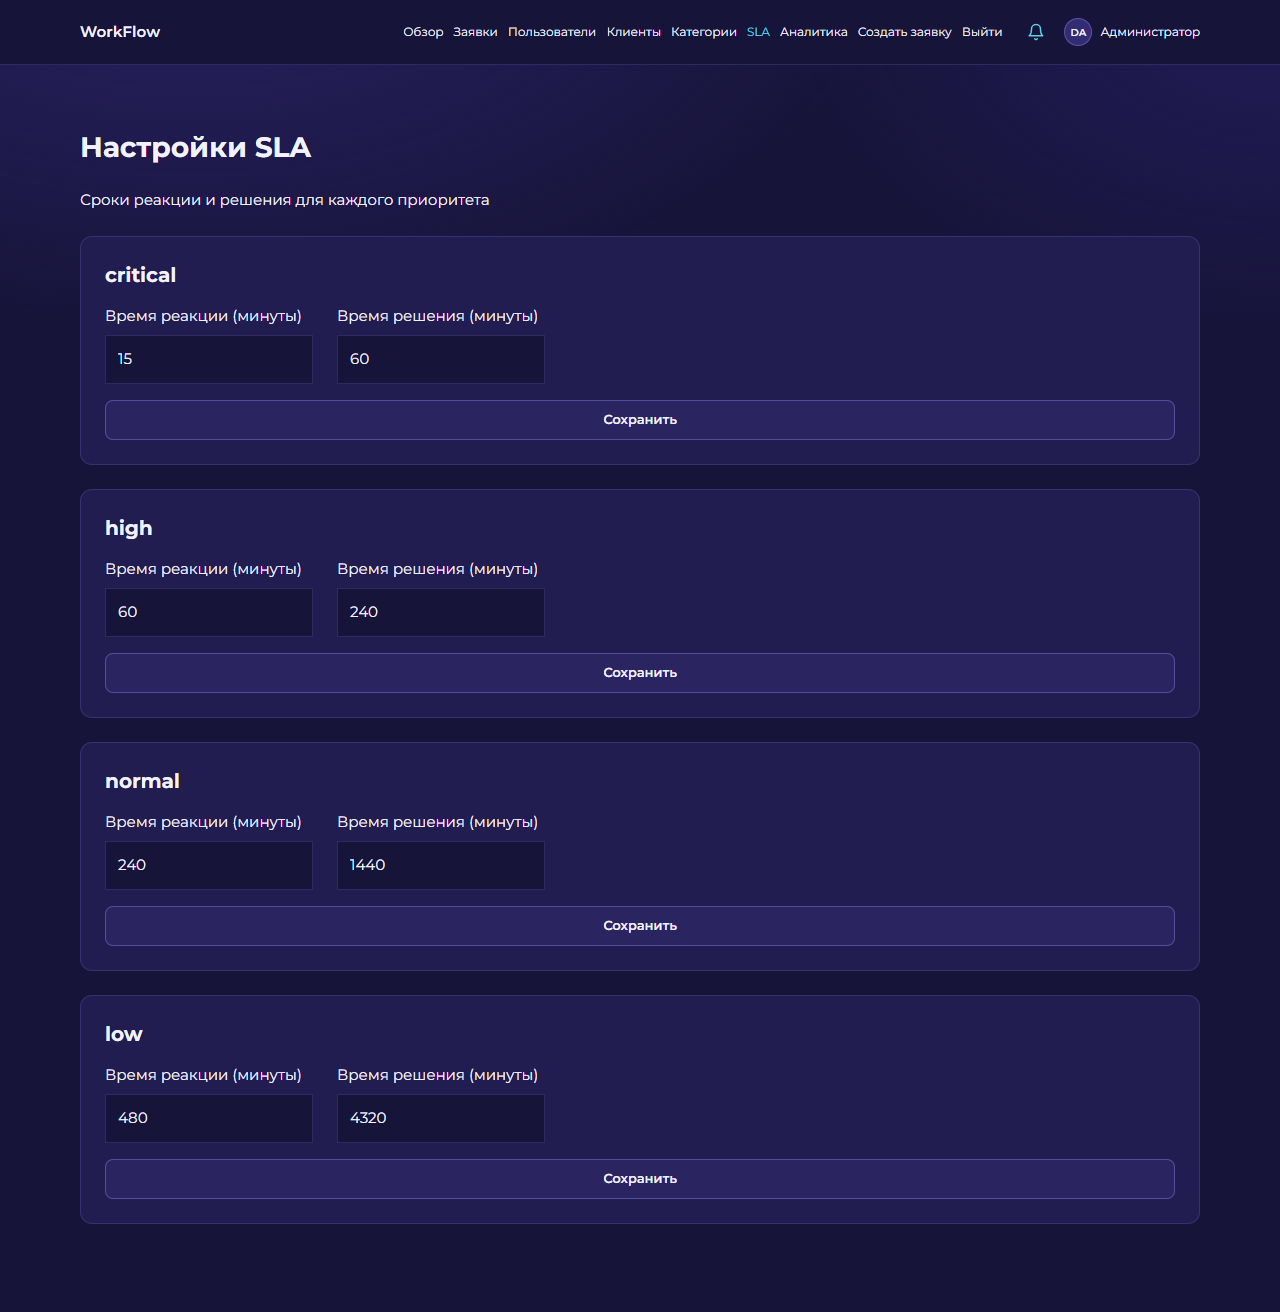 WorkFlow
Обзор Заявки Пользователи Клиенты Категории SLA Аналитика Создать заявку Выйти DA Администратор
Настройки SLA
Сроки реакции и решения для каждого приоритета
critical
Время реакции (минуты) Время решения (минуты)
15 60
Сохранить
high
Время реакции (минуты) Время решения (минуты)
60 240
Сохранить
normal
Время реакции (минуты) Время решения (минуты)
240 1440
Сохранить
low
Время реакции (минуты) Время решения (минуты)
480 4320
Сохранить